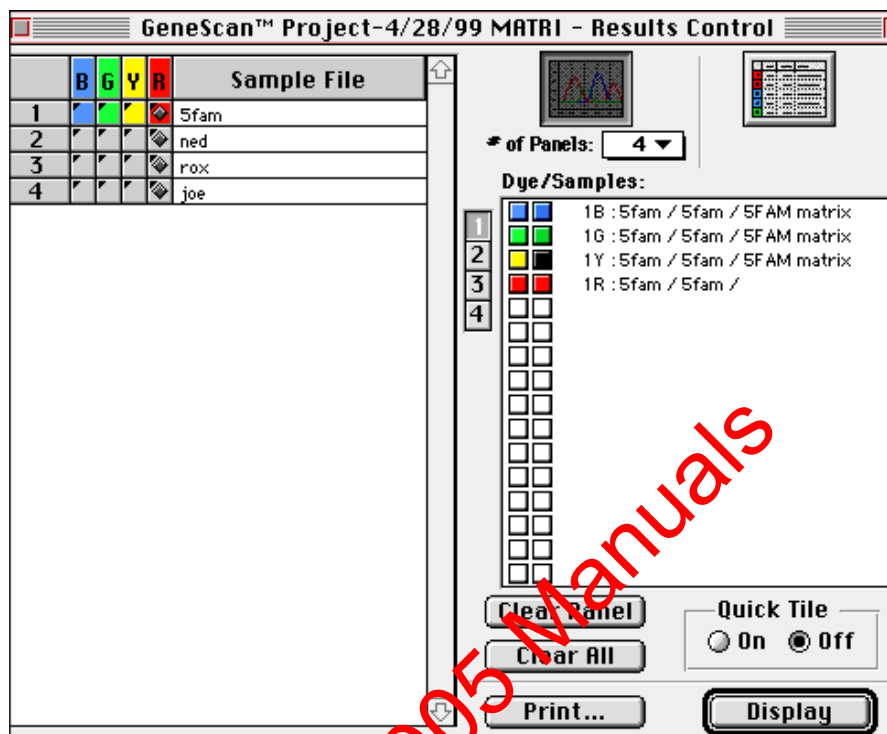 GeneScan™ Project-4/28/99 MATRI - Results Control
B G Y R Sample File
1 5fam
2 ned
3 rox
4 joe
# of Panels: 4
Dye/Samples:
1
2
3
4
1B : 5fam / 5fam / 5FAM matrix
1G : 5fam / 5fam / 5FAM matrix
1Y : 5fam / 5fam / 5FAM matrix
1R : 5fam / 5fam /
Clear Panel
Clear All
Quick Tile
On Off
Print... Display
005 Manuals